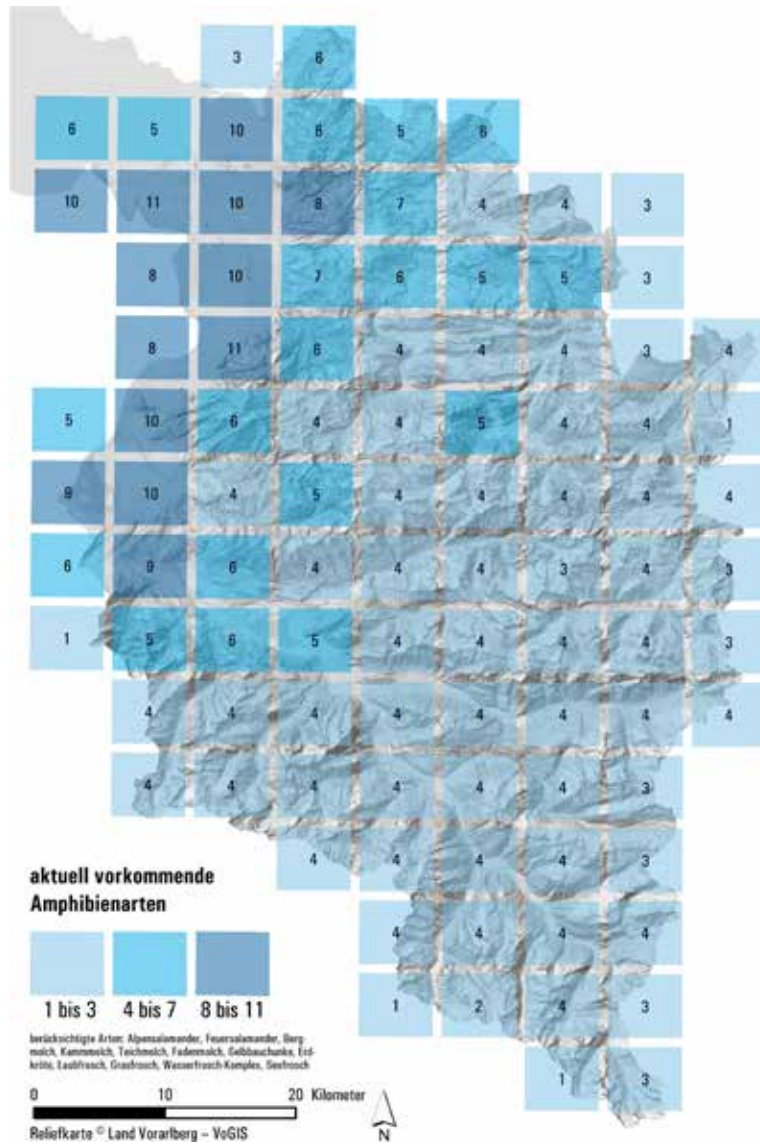 3 6
6 5 10 6 5 6
10 11 10 8 7 4 4 3
8 10 7 6 5 5 3
8 11 6 4 4 4 3 4
5 10 6 4 4 5 4 4 1
9 10 4 5 4 4 4 4 4
6 9 6 4 4 4 3 4 3
1 5 6 5 4 4 4 4 3
4 4 4 4 4 4 4 4
4 4 4 4 4 4 3
4 4 4 4 3
4 4 4 4
1 2 4 3
1 3
aktuell vorkommende
Amphibienarten
1 bis 3 4 bis 7 8 bis 11
berücksichtigte Arten: Alpensalamander, Feuersalamander, Berg-
molch, Kammmolch, Teichmolch, Fadenmolch, Gelbbauchunke, Erd-
kröte, Laubfrosch, Grasfrosch, Wasserfrosch-Komplex, Seefrosch
0 10 20 Kilometer
Reliefkarte © Land Vorarlberg – VoGIS
N